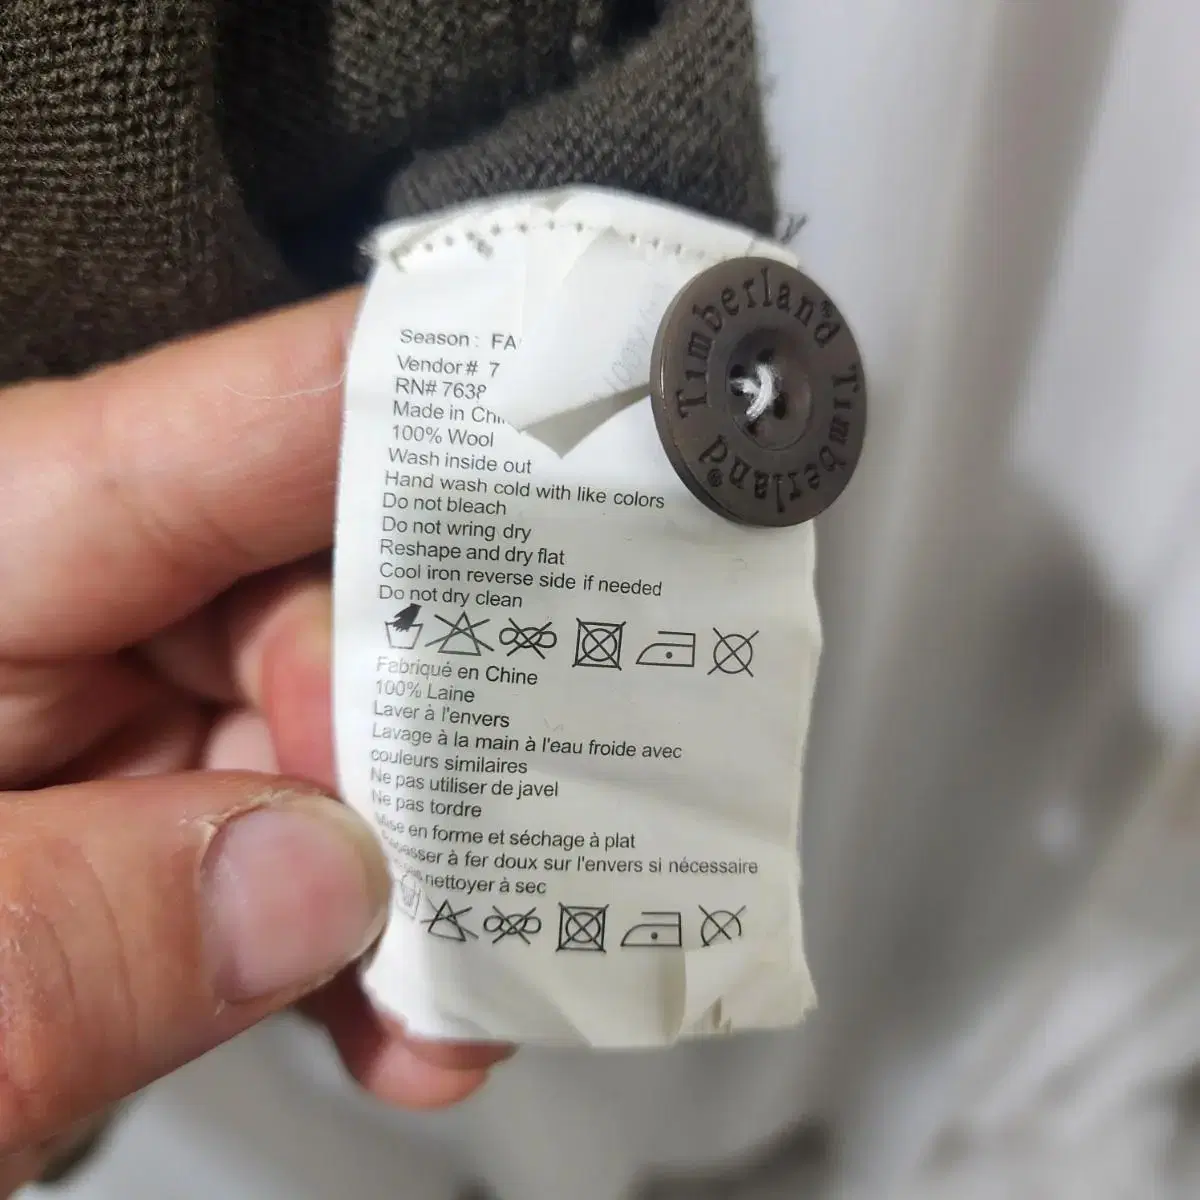 Season: FA
Vendor# 7
RN# 763
Made in
100% Wool
Wash inside out
Hand wash cold with like colors
Do not bleach
Do not wring dry
Reshape and dry flat
Cool iron reverse side if needed
Do not dry clean
Fabriqué en Chine
100% Laine
Laver à l'envers
Lavage à la main à l'eau froide avec
couleurs similaires
Ne pas utiliser de javel
Ne pas tordre
Mise en forme et séchage à plat
à fer doux sur l'envers si nécessaire
nettoyer à sec
Timberland® Timberland®